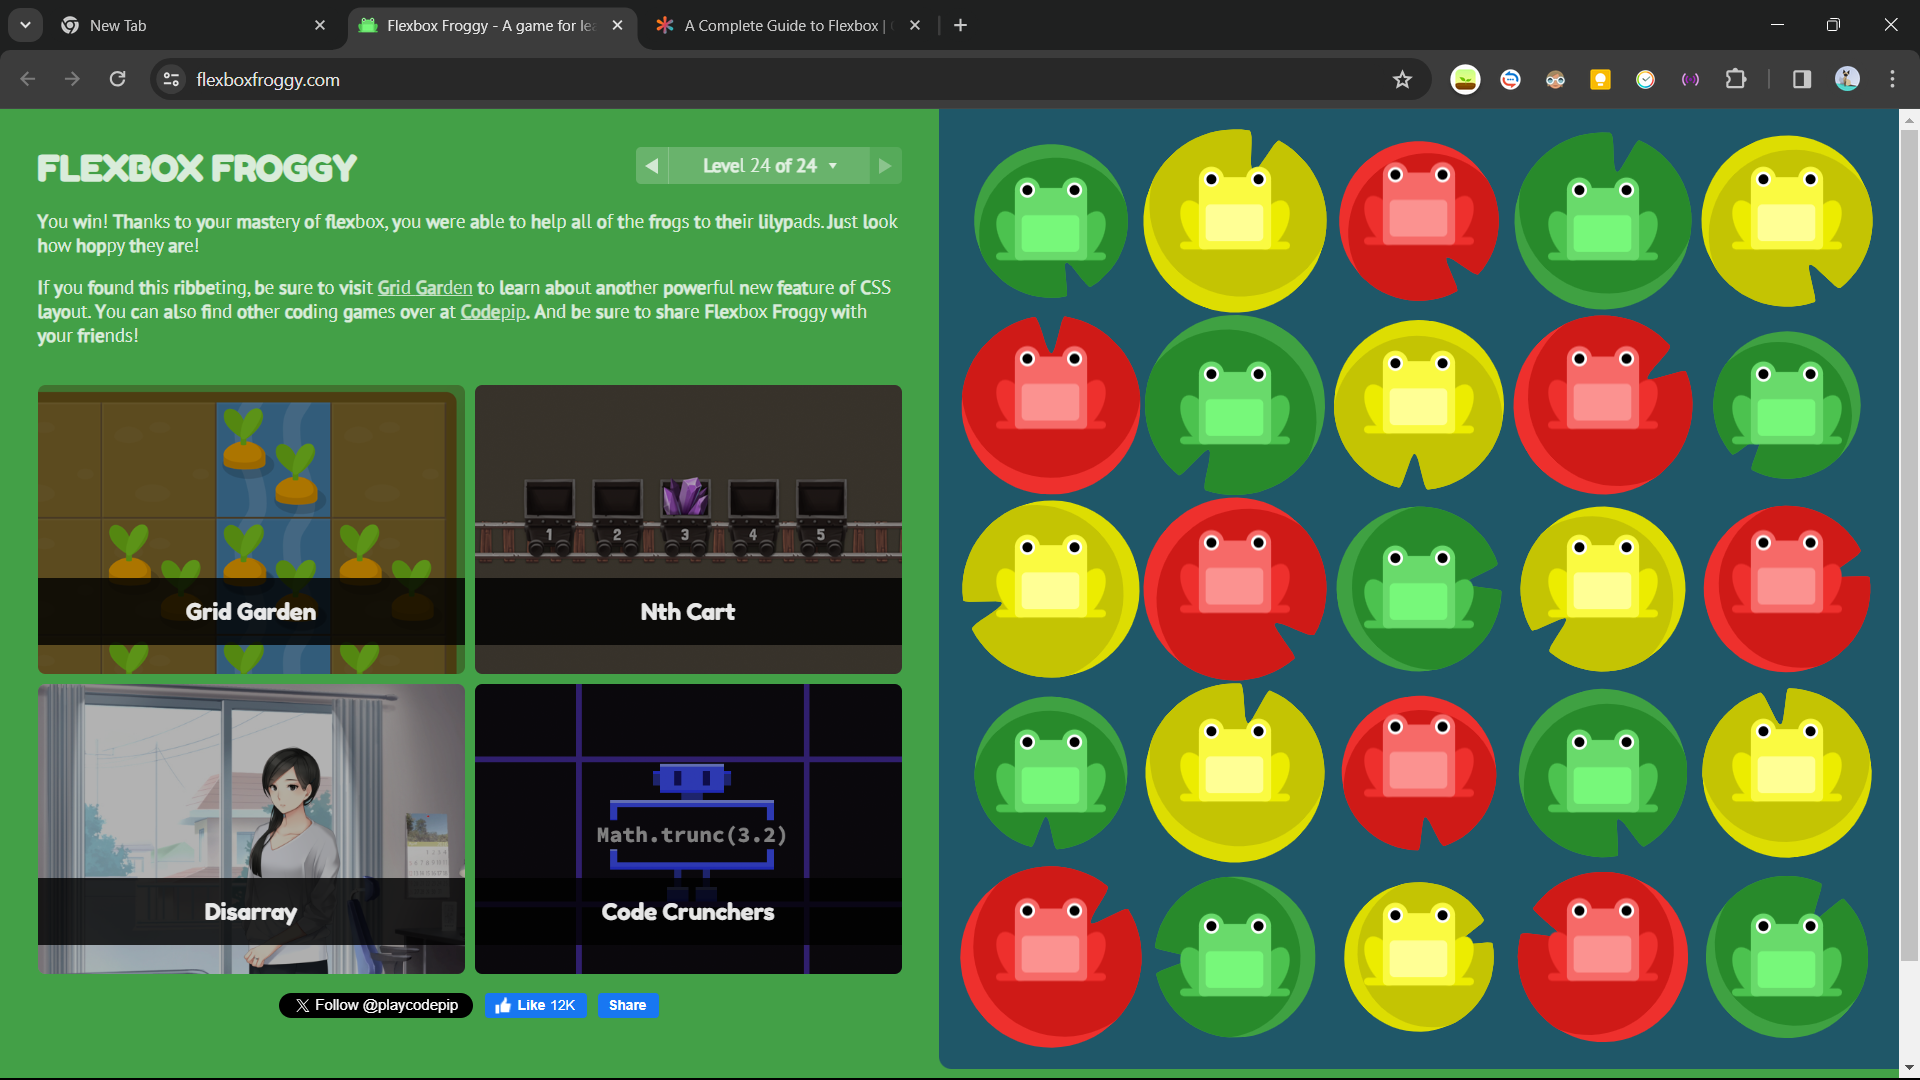 New Tab
Flexbox Froggy - A game for lea
A Complete Guide to Flexbox |
flexboxfroggy.com
FLEXBOX FROGGY
Level 24 of 24
You win! Thanks to your mastery of flexbox, you were able to help all of the frogs to their lilypads. Just look
how hoppy they are!
If you found this ribbeting, be sure to visit Grid Garden to learn about another powerful new feature of CSS
layout. You can also find other coding games over at Codepip. And be sure to share Flexbox Froggy with
your friends!
1 2 3 4 5
Grid Garden
Nth Cart
Math.trunc(3.2)
Disarray
Code Crunchers
Follow @playcodepip
Like 12K
Share